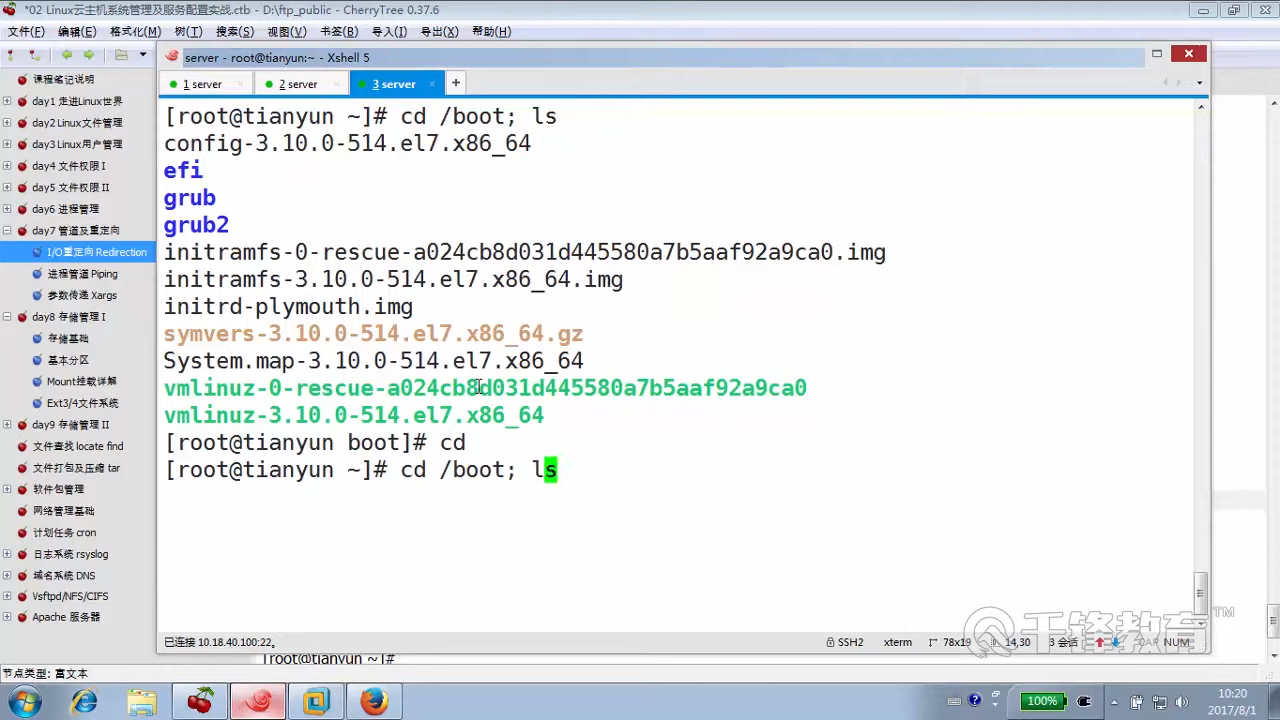 *02 Linux云主机系统管理及服务配置实战.ctb - D:\ftp_public - CherryTree 0.37.6
文件(F) 编辑(E) 格式化(M) 树(T) 搜索(S) 视图(V) 书签(B) 导入(I) 导出(X) 帮助(H)
server - root@tianyun:~ - Xshell 5
1 server × 2 server × 3 server × +
课程笔记说明
day1 走进Linux世界
day2 Linux文件管理
day3 Linux用户管理
day4 文件权限 I
day5 文件权限 II
day6 进程管理
day7 管道及重定向
I/O重定向 Redirection
进程管道 Piping
参数传递 Xargs
day8 存储管理 I
存储基础
基本分区
Mount挂载详解
Ext3/4文件系统
day9 存储管理 II
文件查找 locate find
文件打包及压缩 tar
软件包管理
网络管理基础
计划任务 cron
日志系统 rsyslog
域名系统 DNS
Vsftpd/NFS/CIFS
Apache 服务器
[root@tianyun ~]# cd /boot; ls
config-3.10.0-514.el7.x86_64
efi
grub
grub2
initramfs-0-rescue-a024cb8d031d445580a7b5aaf92a9ca0.img
initramfs-3.10.0-514.el7.x86_64.img
initrd-plymouth.img
symvers-3.10.0-514.el7.x86_64.gz
System.map-3.10.0-514.el7.x86_64
vmlinuz-0-rescue-a024cb8d031d445580a7b5aaf92a9ca0
vmlinuz-3.10.0-514.el7.x86_64
[root@tianyun boot]# cd
[root@tianyun ~]# cd /boot; ls
千锋教育 TM
已连接 10.18.40.100:22。 SSH2 xterm 78x19 14,30 3 会话 CAP NUM
[root@tianyun ~]#
节点类型: 富文本
100% 10:20
2017/8/1